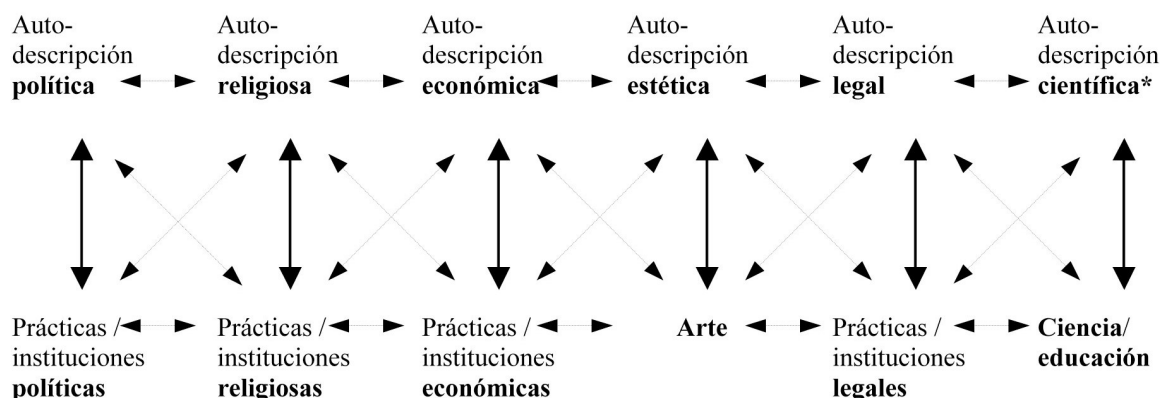 Auto-
descripción
política
Auto-
descripción
religiosa
Auto-
descripción
económica
Auto-
descripción
estética
Auto-
descripción
legal
Auto-
descripción
científica*
Prácticas /
instituciones
políticas
Prácticas /
instituciones
religiosas
Prácticas /
instituciones
económicas
Arte
Prácticas /
instituciones
legales
Ciencia/
educación